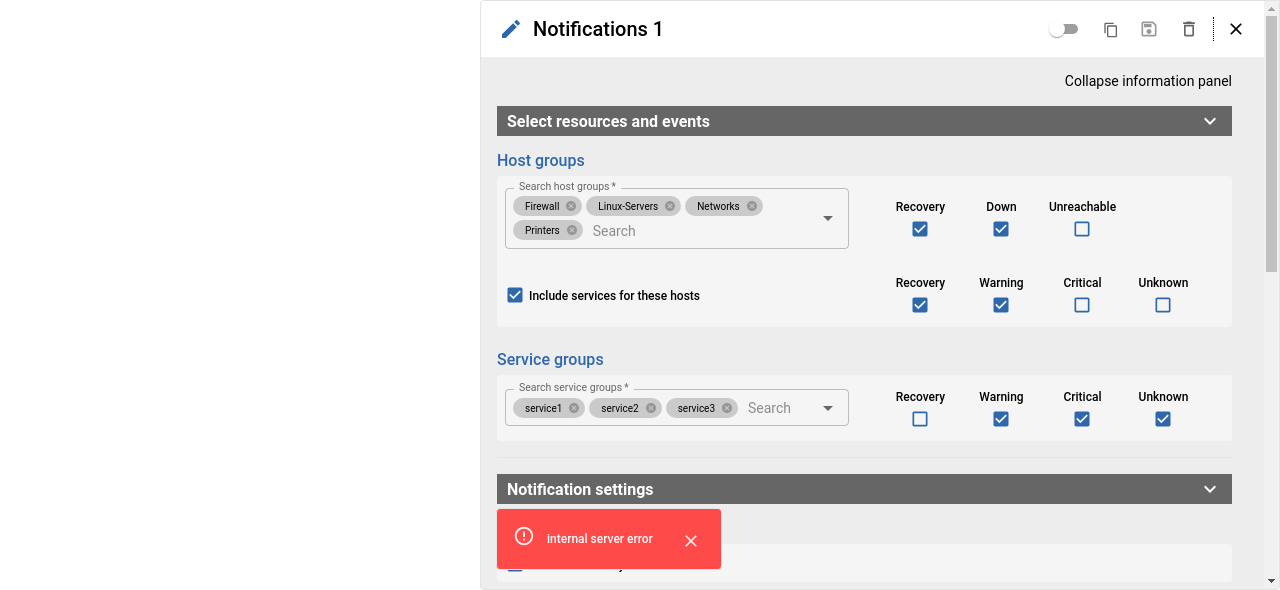 Notifications 1
Collapse information panel
Select resources and events
Host groups
Search host groups *
Firewall Linux-Servers Networks
Printers Search
Recovery Down Unreachable
Include services for these hosts
Recovery Warning Critical Unknown
Service groups
Search service groups *
service1 service2 service3 Search
Recovery Warning Critical Unknown
Notification settings
internal server error